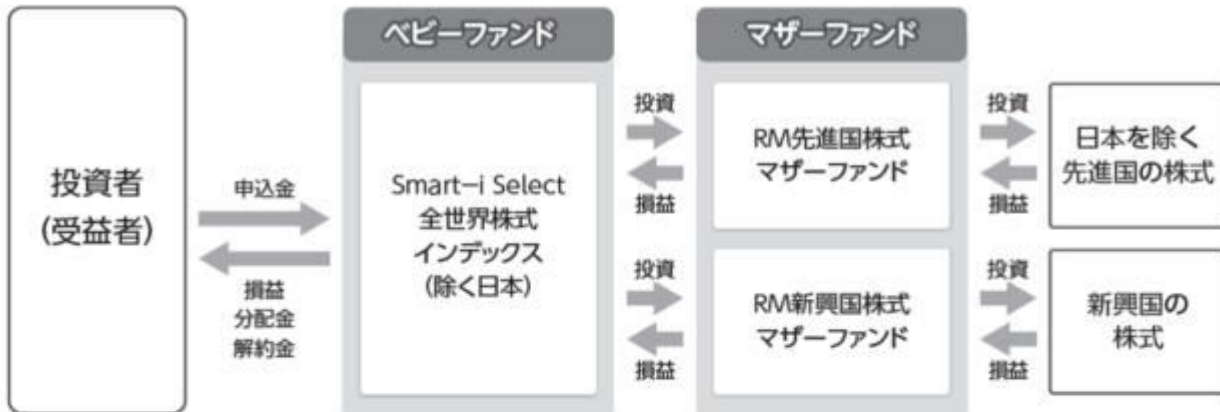 ベビーファンド
マザーファンド
投資者
(受益者)
申込金
損益
分配金
解約金
Smart-i Select
全世界株式
インデックス
(除く日本)
投資
損益
RM先進国株式
マザーファンド
投資
損益
日本を除く
先進国の株式
投資
損益
RM新興国株式
マザーファンド
投資
損益
新興国の
株式